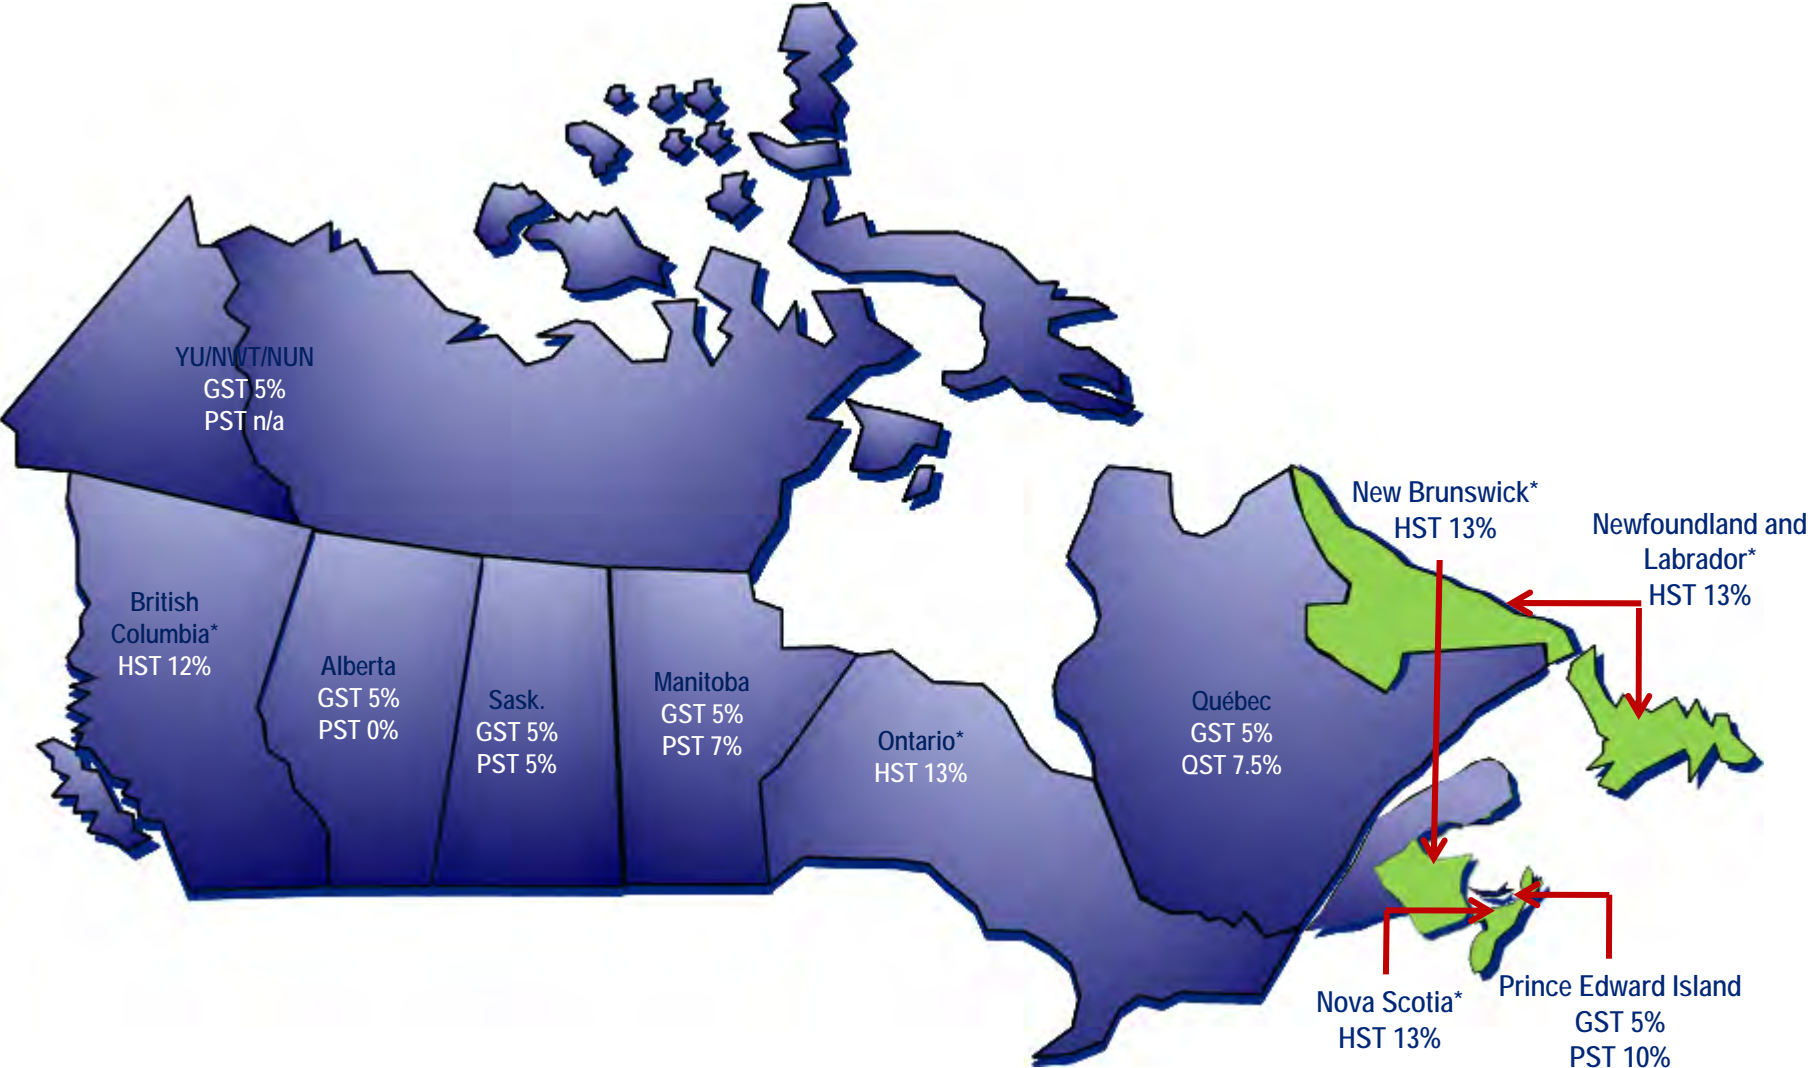 YU/NWT/NUN
GST 5%
PST n/a
British
Columbia*
HST 12%
Alberta
GST 5%
PST 0%
Sask.
GST 5%
PST 5%
Manitoba
GST 5%
PST 7%
Ontario*
HST 13%
Québec
GST 5%
QST 7.5%
New Brunswick*
HST 13%
Newfoundland and
Labrador*
HST 13%
Nova Scotia*
HST 13%
Prince Edward Island
GST 5%
PST 10%